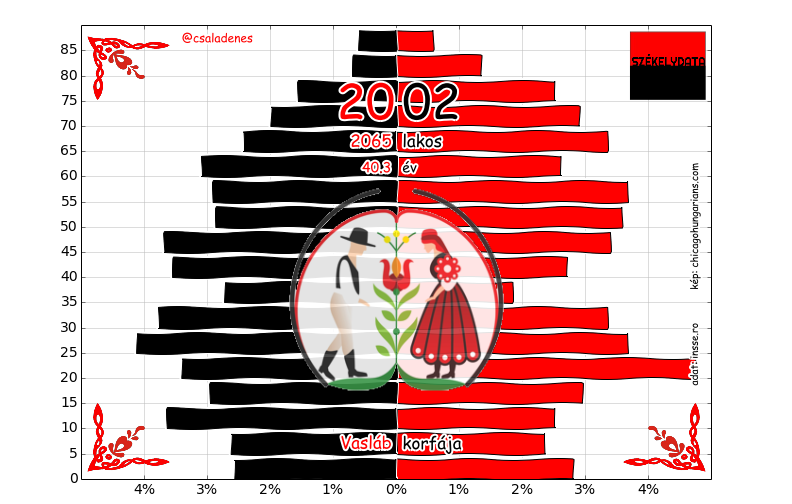 @csaladenes
SZÉKELYDATA
2002
2065 lakos
40.3 év
kép: chicagohungarians.com
adat: linsse.ro
Vasláb korfája
85
80
75
70
65
60
55
50
45
40
35
30
25
20
15
10
5
0
4% 3% 2% 1% 0% 1% 2% 3% 4%